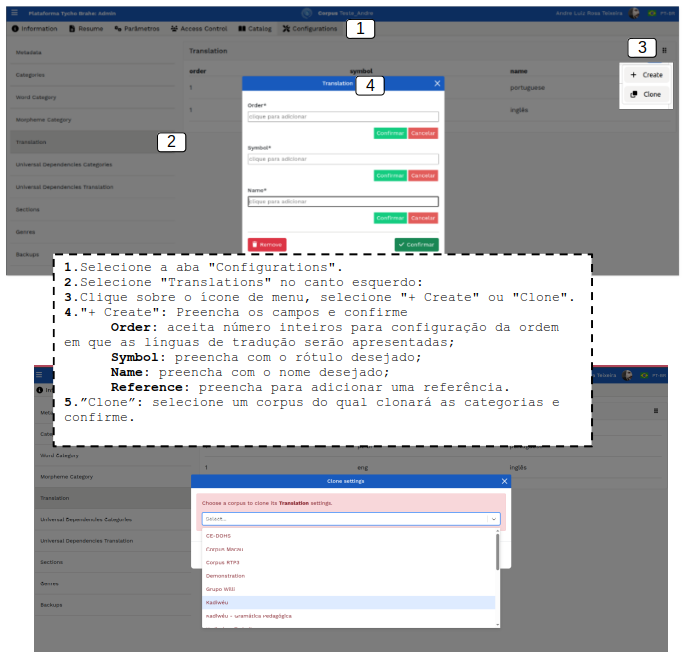 Plataforma Tycho Brahe: Admin
Corpus Teste_Andre
Andre Luiz Rosa Teixeira
PT-BR
Information Resume Parâmetros Access Control Catalog Configurations
1
Metadata
Categories
Word Category
Morpheme Category
Translation
2
Universal Dependencies Categories
Universal Dependencies Translation
Sections
Genres
Backups
Translation
order symbol name
1 portuguese
1 inglês
3
+ Create
Clone
Translation
4
Order*
clique para adicionar
Confirmar Cancelar
Symbol*
clique para adicionar
Confirmar Cancelar
Name*
clique para adicionar
Confirmar Cancelar
Remover Confirmar
1.Selecione a aba "Configurations".
2.Selecione "Translations" no canto esquerdo:
3.Clique sobre o ícone de menu, selecione "+ Create" ou "Clone".
4."+ Create": Preencha os campos e confirme
Order: aceita número inteiros para configuração da ordem
em que as línguas de tradução serão apresentadas;
Symbol: preencha com o rótulo desejado;
Name: preencha com o nome desejado;
Reference: preencha para adicionar uma referência.
5.”Clone”: selecione um corpus do qual clonará as categorias e
confirme.
Teixeira
PT-BR
Word Category
Morpheme Category
Translation
Universal Dependencies Categories
Universal Dependencies Translation
Sections
Genres
Backups
1 eng inglês
Clone settings
Choose a corpus to clone its Translation settings.
Select...
CE-DOHS
Corpus Macau
Corpus RTP3
Demonstration
Grupo Willi
Kadiwéu
Kadiwéu - Gramática Pedagógica